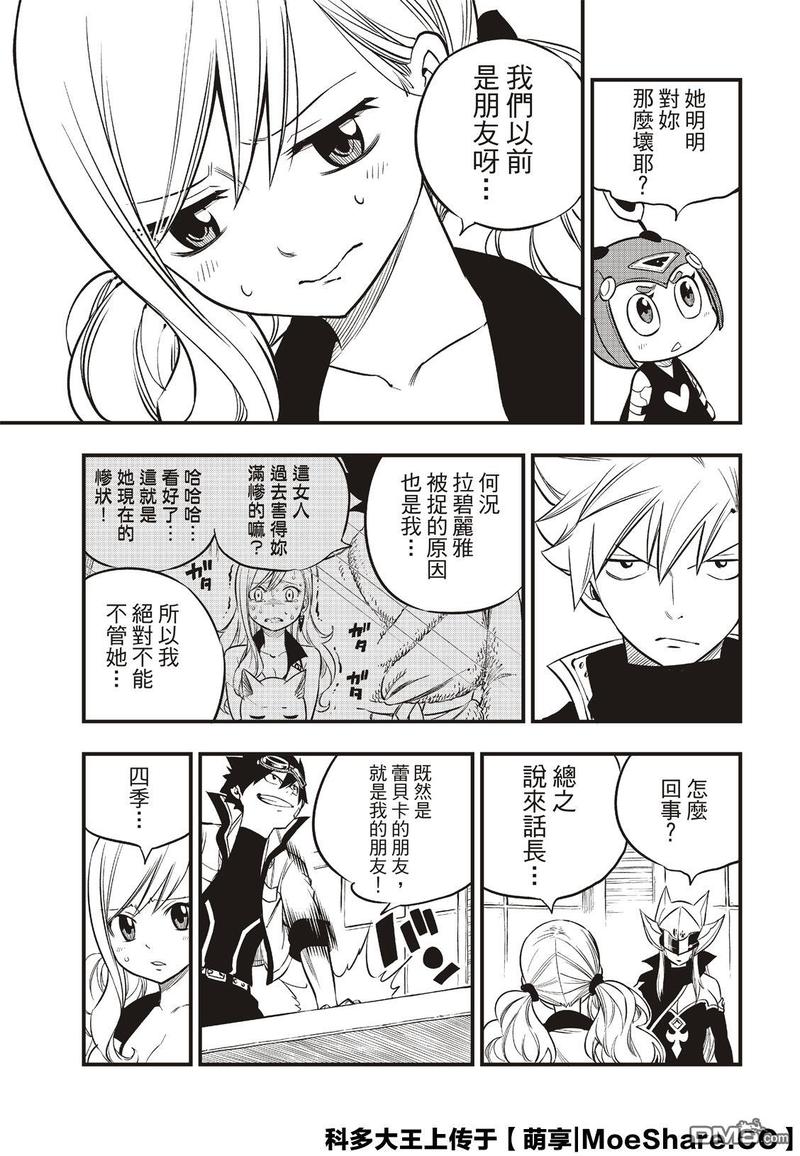 她明明
對妳
那麼壞耶?
我們以前
是朋友呀…
何況
拉碧麗雅
被捉的原因
也是我…
這女人
過去害得妳
滿慘的嘛?
哈哈哈…
看好了…
這就是
她現在的
慘狀!
ガタ
ガタ
ガタ
所以我
絕對不能
不管她…
怎麼
回事?
總之
說來話長…
既然是
蕾貝卡的朋友,
就是我的朋友!
四季…
科多大王上传于【萌享|MoeShare.CC】